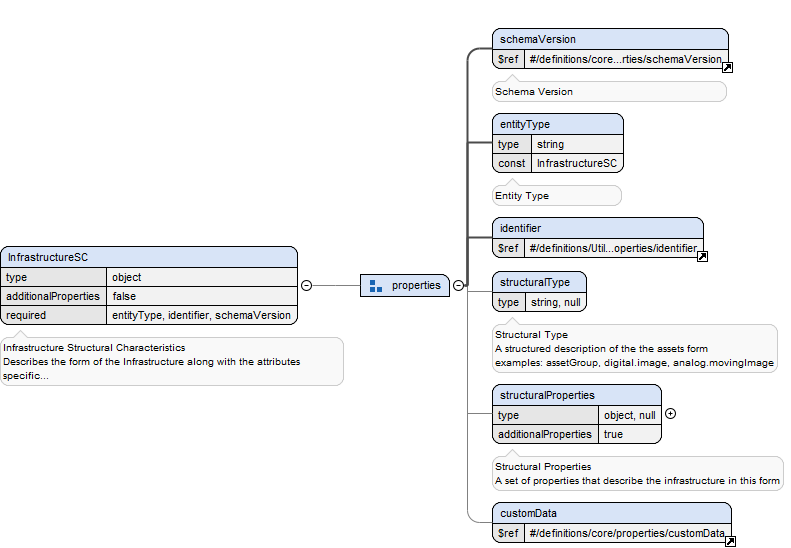 schemaVersion
$ref #/definitions/core...rties/schemaVersion
Schema Version
entityType
type string
const InfrastructureSC
Entity Type
identifier
$ref #/definitions/Util...operties/identifier
InfrastructureSC
type object
additionalProperties false
required entityType, identifier, schemaVersion
Infrastructure Structural Characteristics
Describes the form of the Infrastructure along with the attributes
specific...
properties
structuralType
type string, null
Structural Type
A structured description of the the assets form
examples: assetGroup, digital.image, analog.movingImage
structuralProperties
type object, null
additionalProperties true
Structural Properties
A set of properties that describe the infrastructure in this form
customData
$ref #/definitions/core/properties/customData